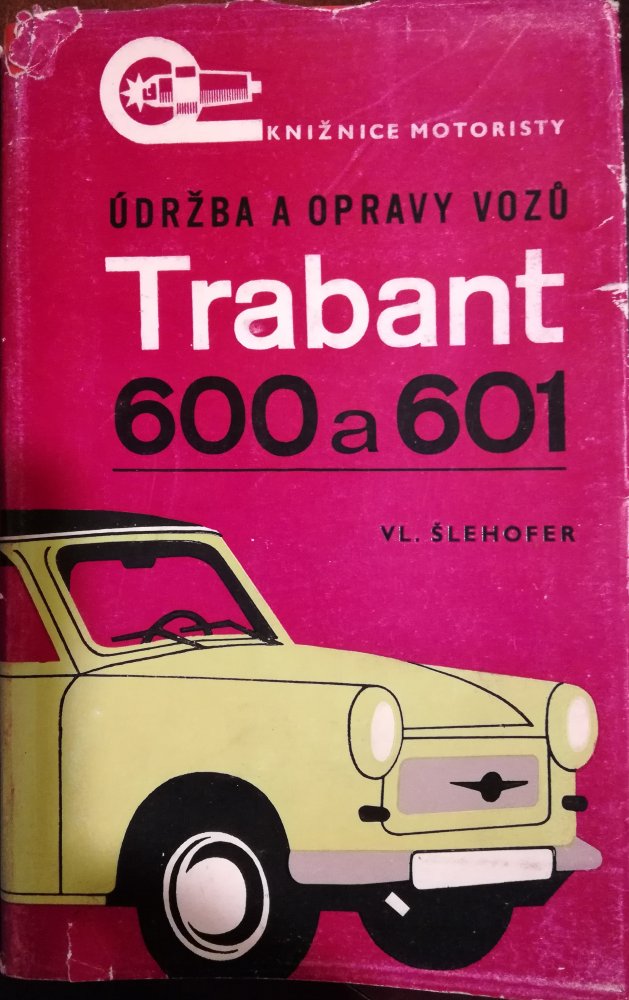 KNIŽNICE MOTORISTY
ÚDRŽBA A OPRAVY VOZŮ
Trabant
600 a 601
VL. ŠLEHOFER